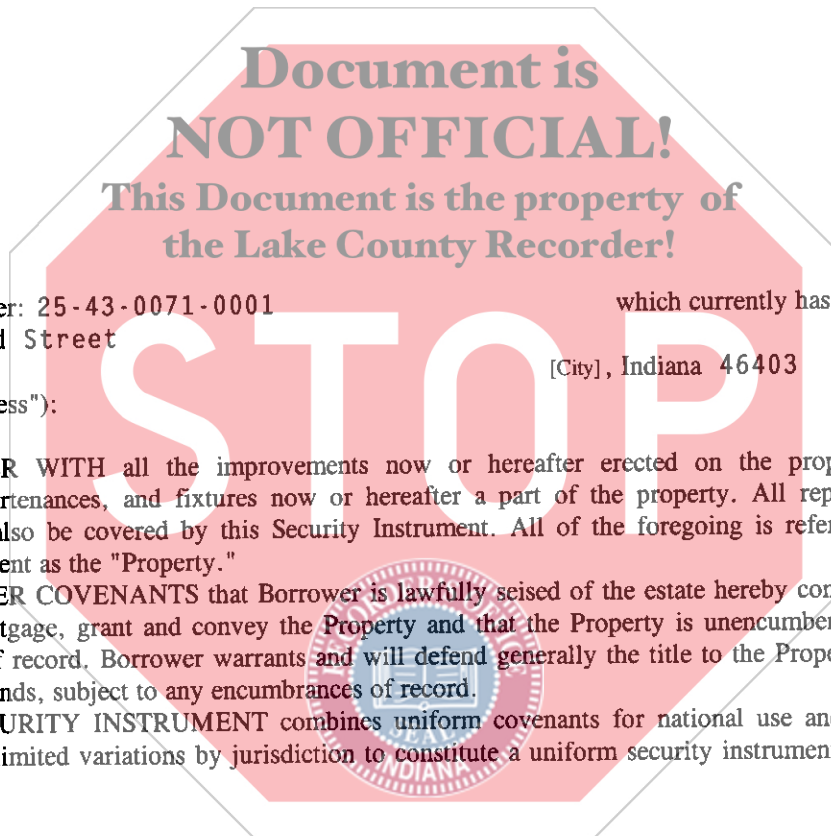 Document is
NOT OFFICIAL!
This Document is the property of
the Lake County Recorder!
er: 25-43-0071-0001 which currently has
d Street
[City], Indiana 46403
ess"):
STOP
R WITH all the improvements now or hereafter erected on the prop
rtenances, and fixtures now or hereafter a part of the property. All rep
also be covered by this Security Instrument. All of the foregoing is refer
ent as the "Property."
ER COVENANTS that Borrower is lawfully seised of the estate hereby con
tgage, grant and convey the Property and that the Property is unencumber
f record. Borrower warrants and will defend generally the title to the Prope
nds, subject to any encumbrances of record.
URITY INSTRUMENT combines uniform covenants for national use an
imited variations by jurisdiction to constitute a uniform security instrumen
SEAL
INDIANA